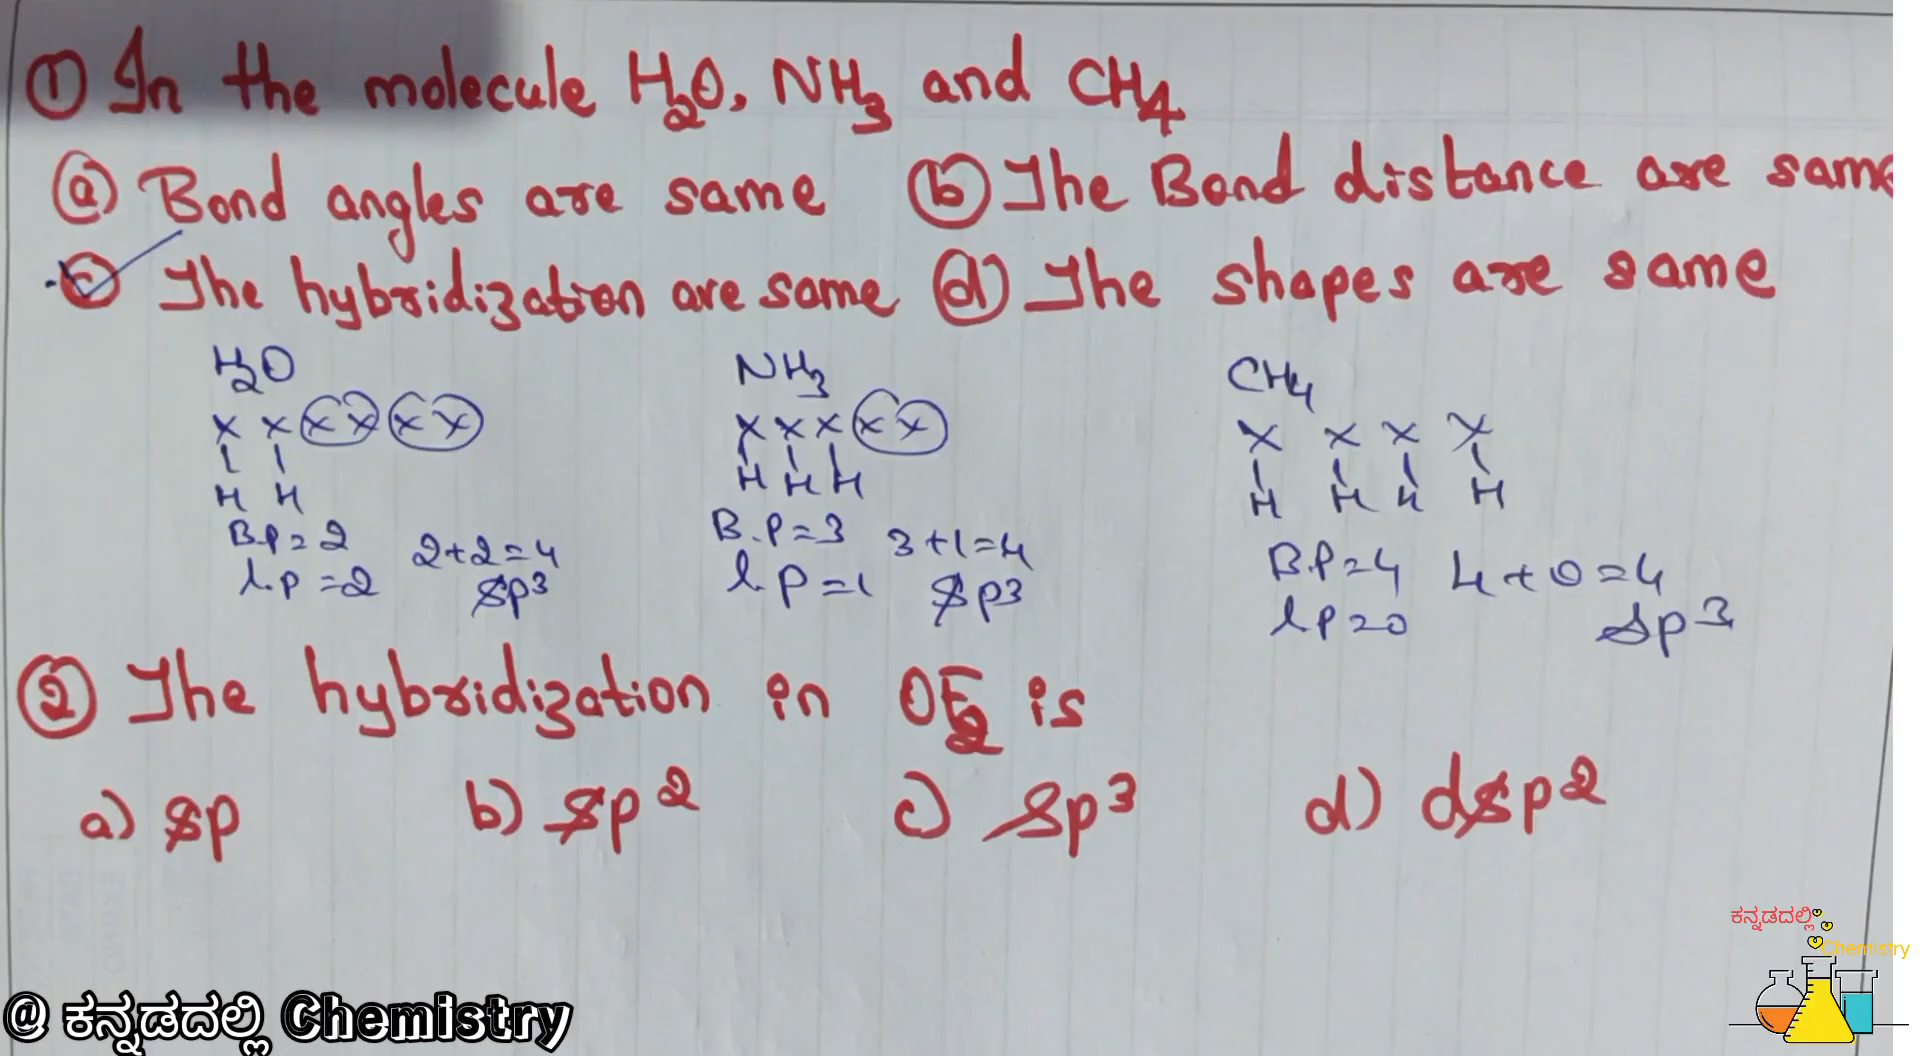 ① In the molecule H₂O, NH₃ and CH₄
ⓐ Bond angles are same ⓑ The Bond distance are same
ⓒ The hybridization are same ⓓ The shapes are same
H₂O NH₃ CH₄
x x x x x x x x x x x x x x x
H H H H H H H H H
B.P=2 2+2=4 B.P=3 3+1=4 B.P=4 4+0=4
l.p=2 sp³ l.p=1 sp³ l.p=0 sp³
② The hybridization in OF₂ is
a) sp b) sp² c) sp³ d) dsp²
ಕನ್ನಡದಲ್ಲಿ
Chemistry
@ ಕನ್ನಡದಲ್ಲಿ Chemistry